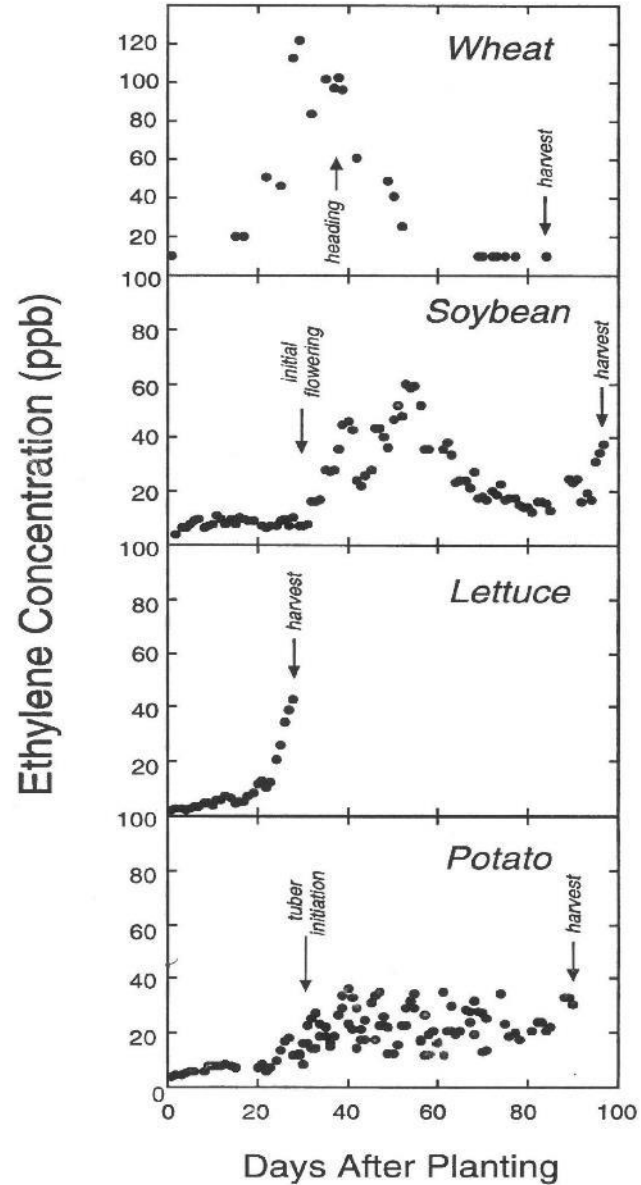 Ethylene Concentration (ppb)
120
100
80
60
40
20
Wheat
heading
harvest
100
80
60
40
20
Soybean
initial
flowering
harvest
100
80
60
40
20
Lettuce
harvest
100
80
60
40
20
0
Potato
tuber
initiation
harvest
0 20 40 60 80 100
Days After Planting